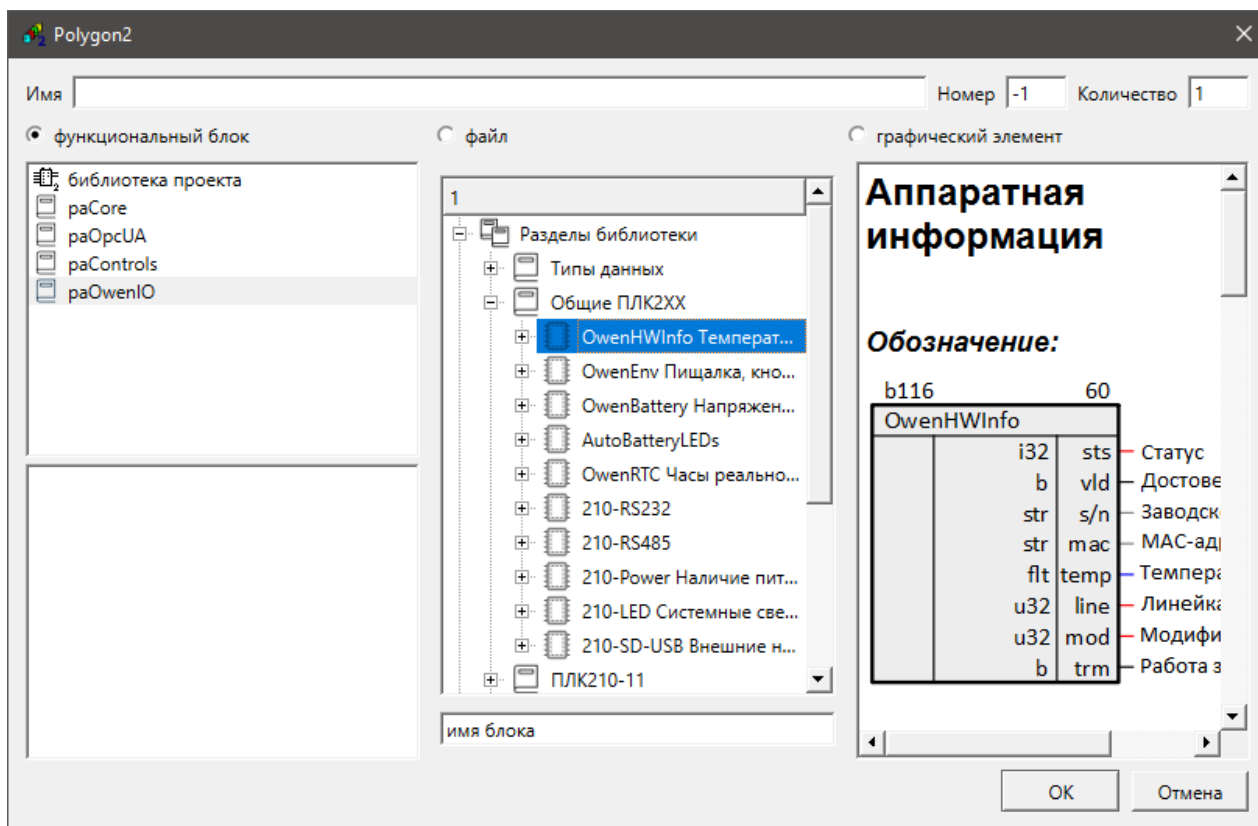 Polygon2
Имя
Номер -1 Количество 1
функциональный блок
файл
графический элемент
библиотека проекта
paCore
paOpcUA
paControls
paOwenIO
1
Разделы библиотеки
Типы данных
Общие ПЛК2XX
OwenHWInfo Температ...
OwenEnv Пищалка, кно...
OwenBattery Напряжен...
AutoBatteryLEDs
OwenRTC Часы реально...
210-RS232
210-RS485
210-Power Наличие пит...
210-LED Системные све...
210-SD-USB Внешние н...
ПЛК210-11
имя блока
Аппаратная
информация
Обозначение:
b116 60
OwenHWInfo
i32 sts Статус
b vld Достове
str s/n Заводск
str mac MAC-ад
flt temp Темпера
u32 line Линейка
u32 mod Модифи
b trm Работа з
OK
Отмена